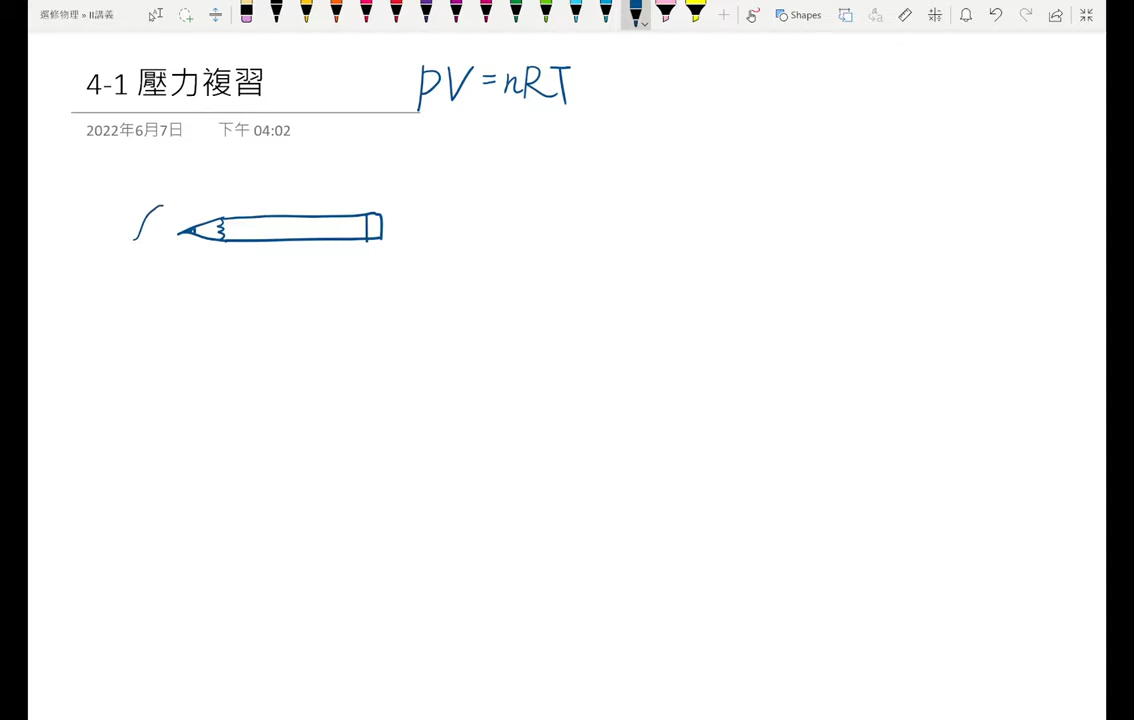 選修物理 » II講義
Shapes
4-1 壓力複習
PV=nRT
2022年6月7日 下午 04:02